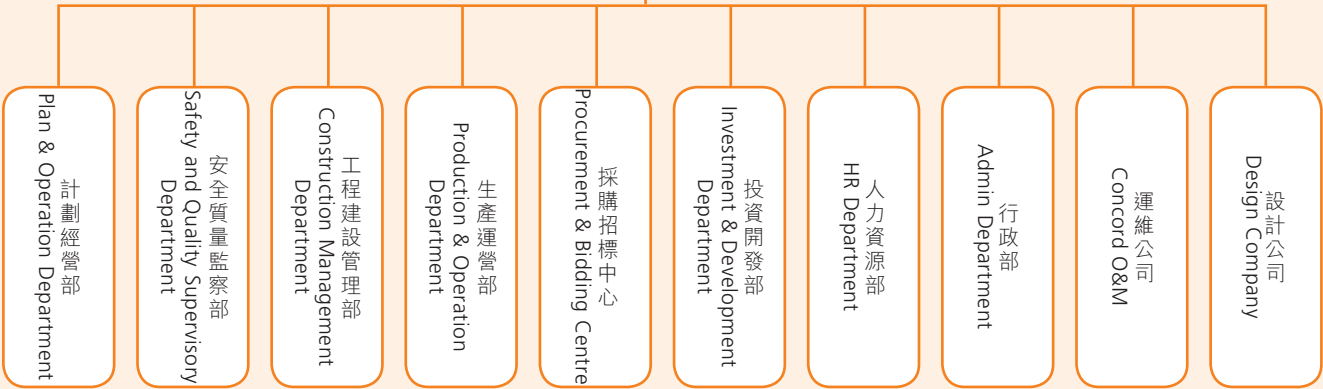 計劃經營部
Plan & Operation Department
安全質量監察部
Safety and Quality Supervisory
Department
工程建設管理部
Construction Management
Department
生產運營部
Production & Operation
Department
採購招標中心
Procurement & Bidding Centre
投資開發部
Investment & Development
Department
人力資源部
HR Department
行政部
Admin Department
運維公司
Concord O&M
設計公司
Design Company